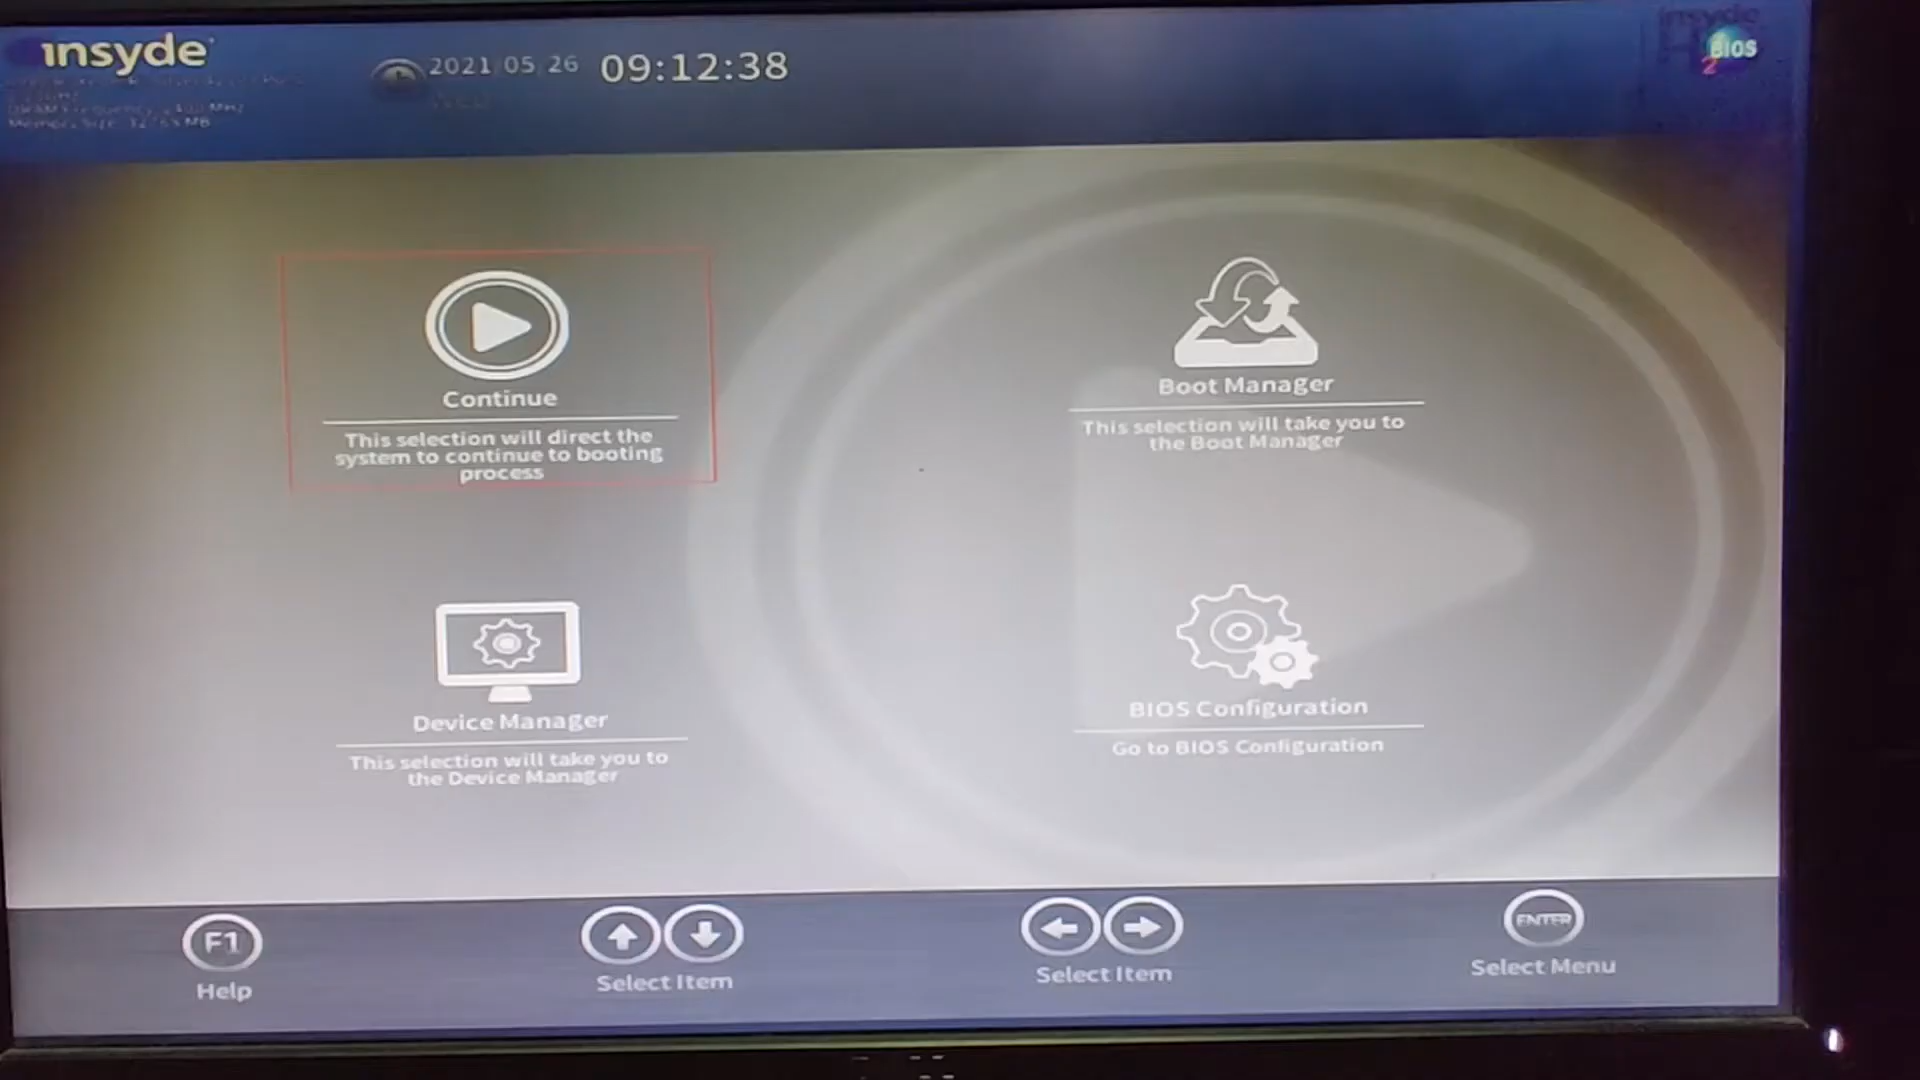 insyde
2021/05/26 09:12:38
BIOS
Continue
This selection will direct the
system to continue to booting
process
Boot Manager
This selection will take you to
the Boot Manager
Device Manager
This selection will take you to
the Device Manager
BIOS Configuration
Go to BIOS Configuration
F1
Help
Select Item
Select Item
ENTER
Select Menu